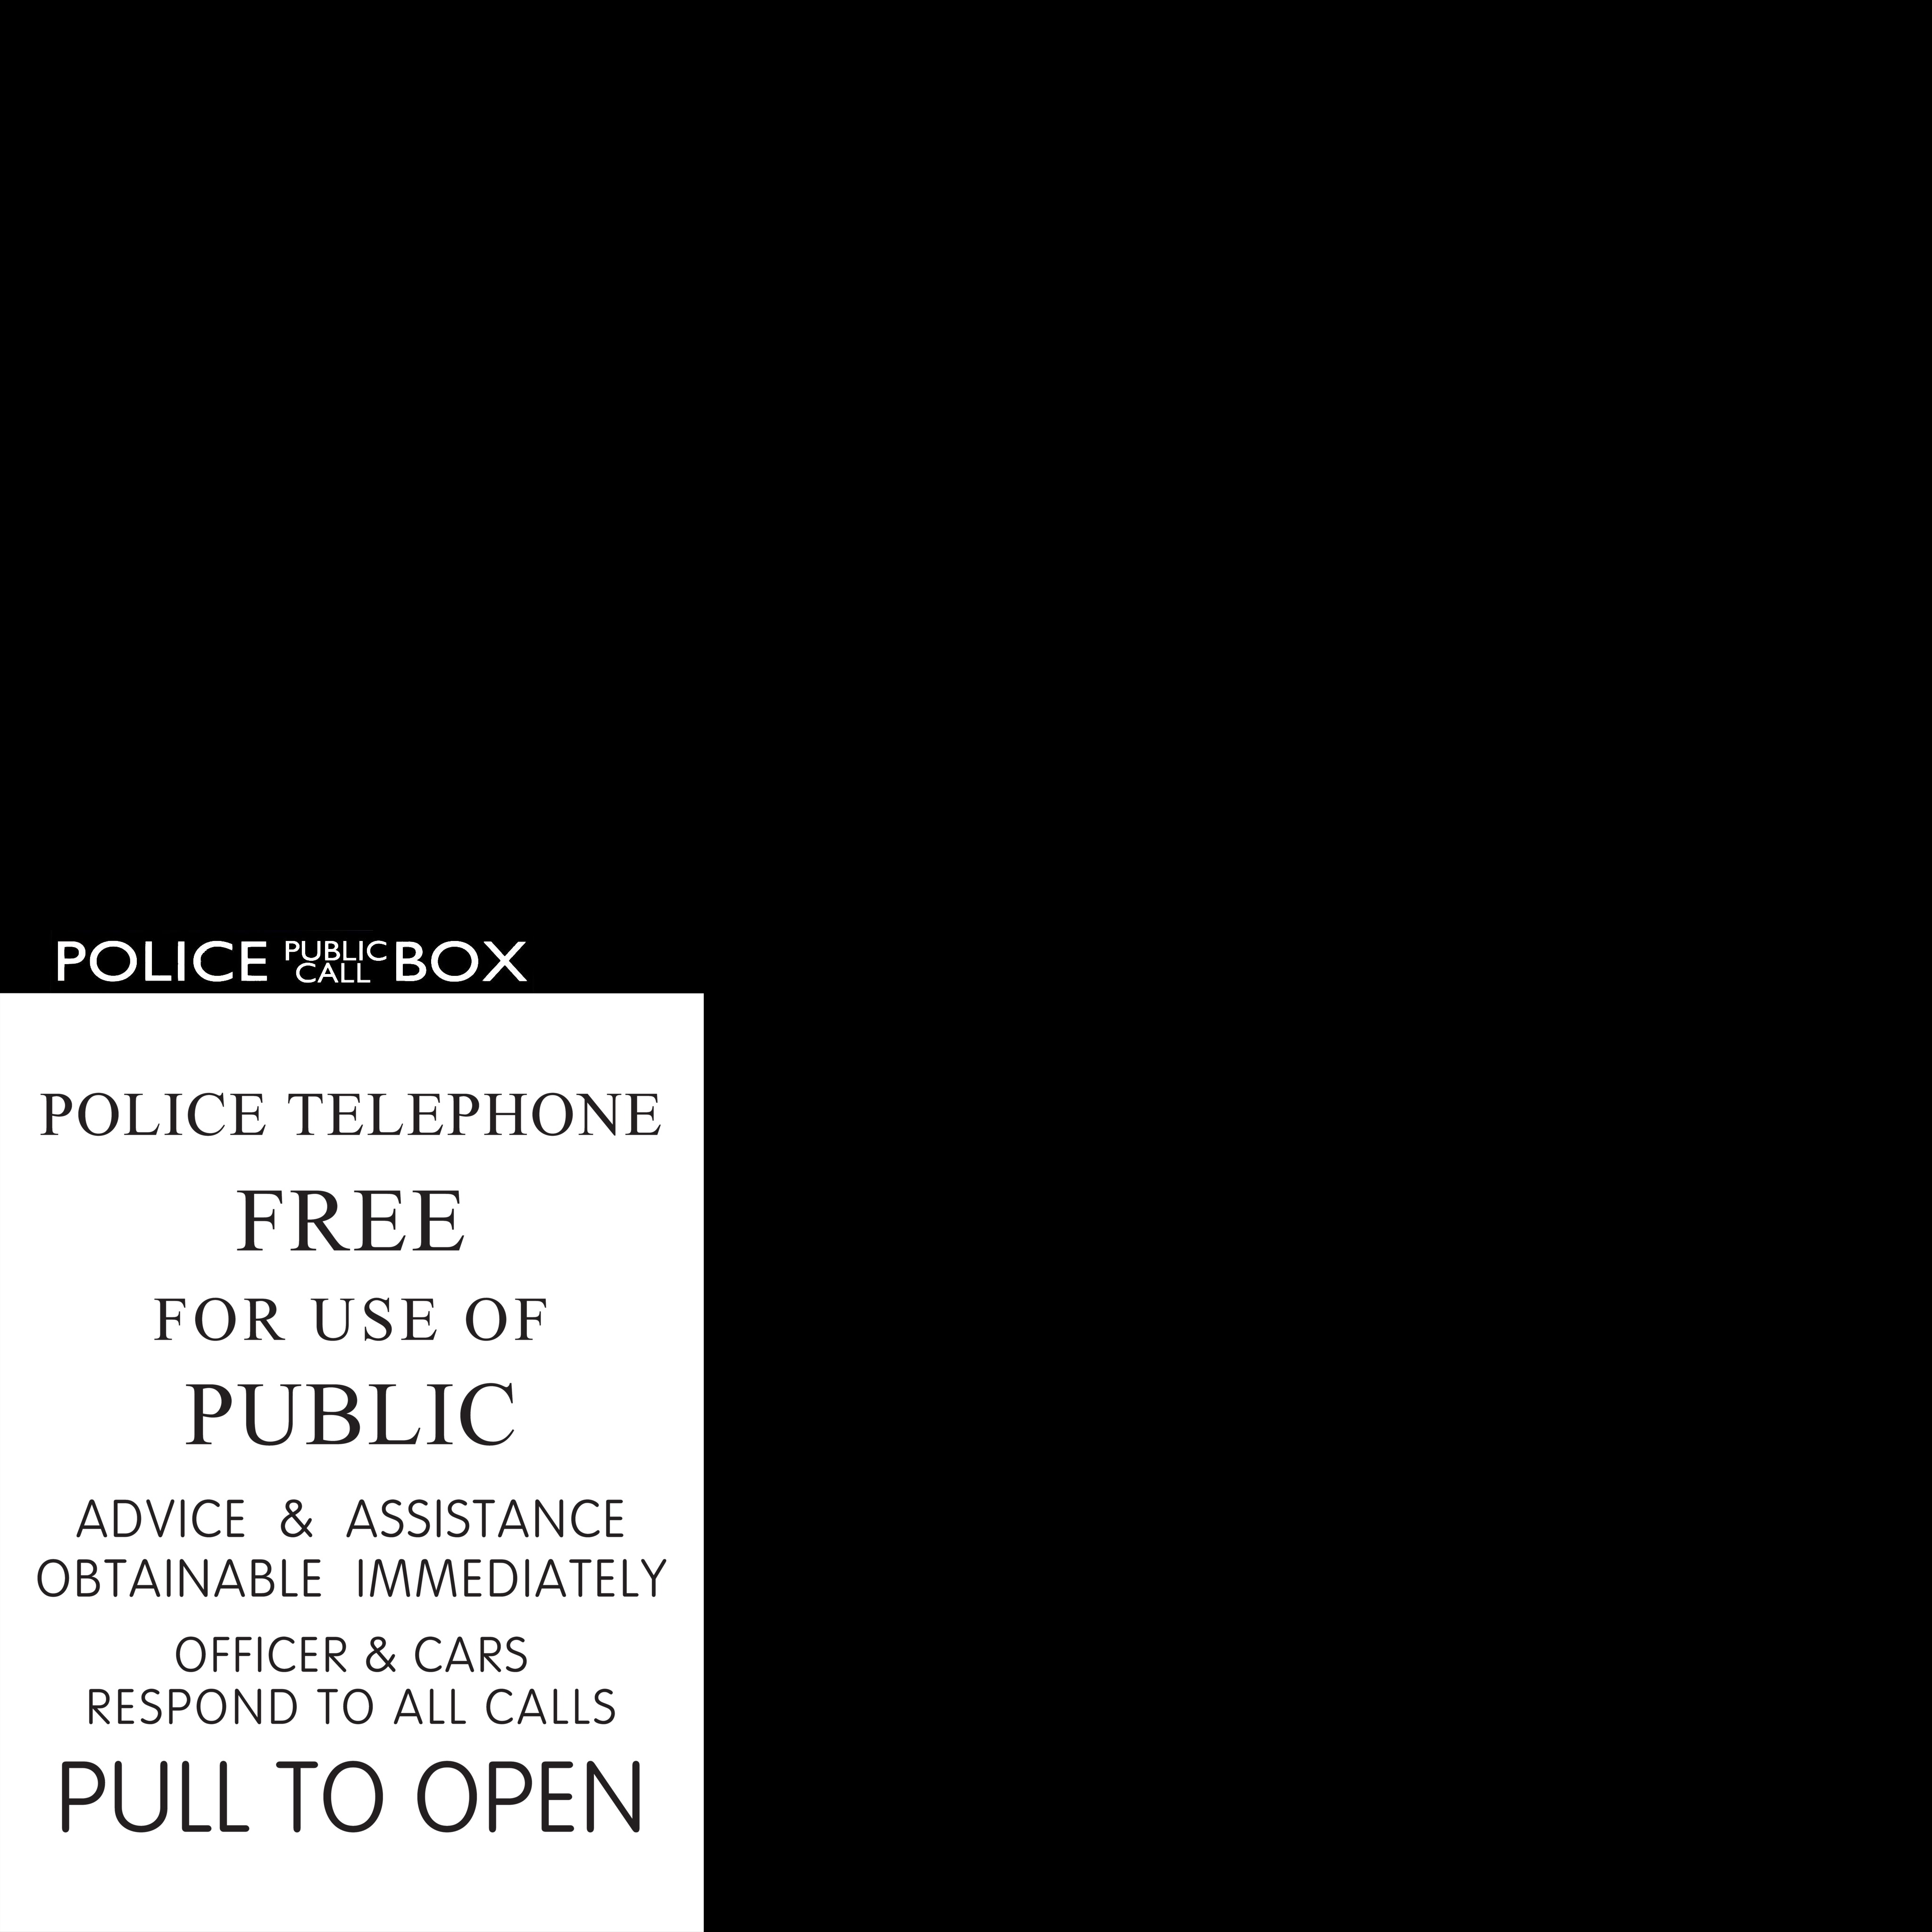 POLICE PUBLIC CALL BOX
POLICE TELEPHONE
FREE
FOR USE OF
PUBLIC
ADVICE & ASSISTANCE
OBTAINABLE IMMEDIATELY
OFFICER & CARS
RESPOND TO ALL CALLS
PULL TO OPEN